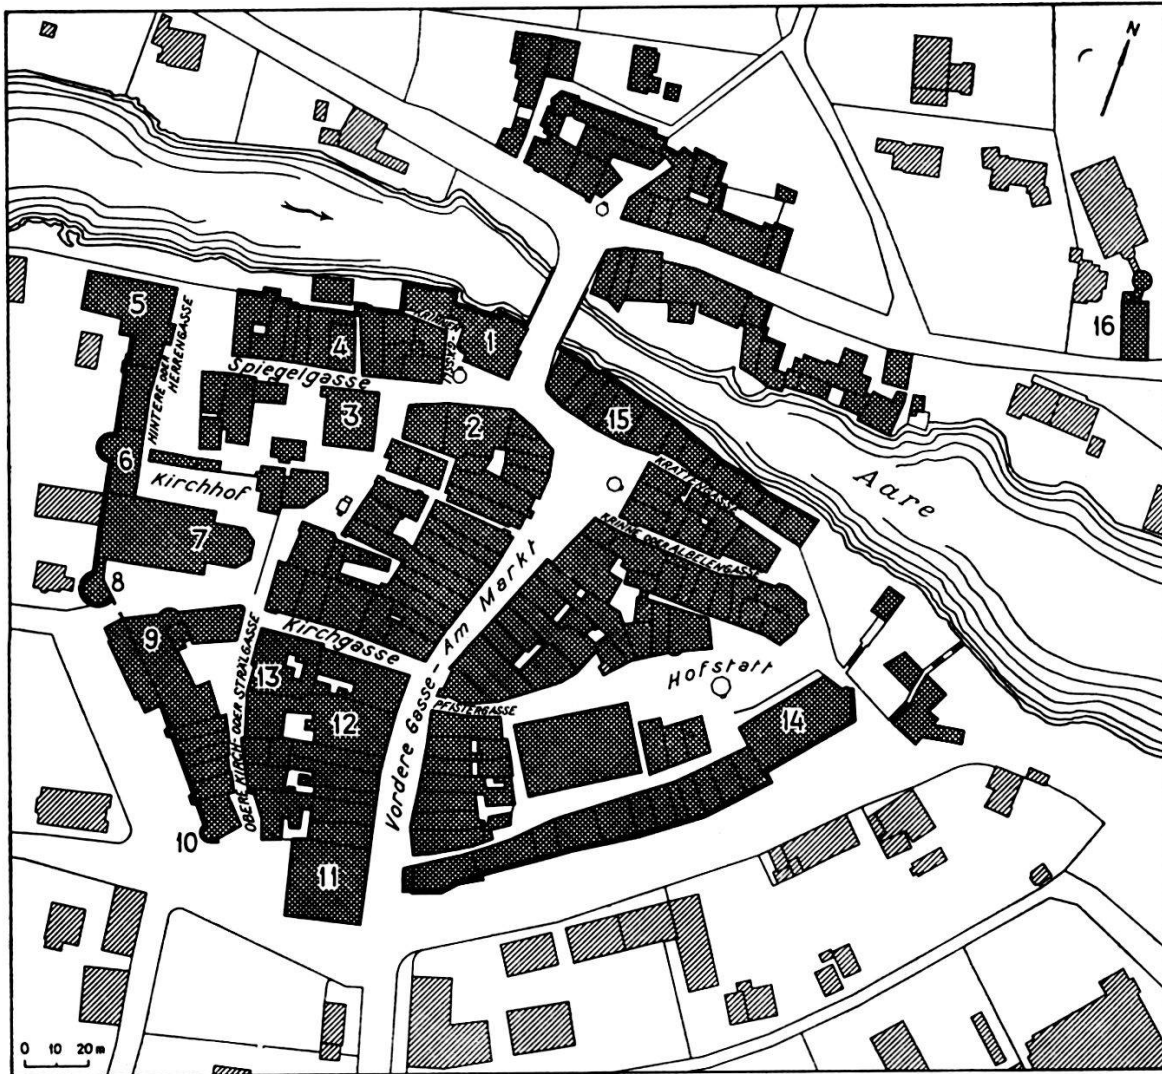 N
16
5
HINTERE ODER
HERRENGASSE
4
1
Spiegelgasse
3
2
15
6
Kirchhof
7
8
KRATTENGASSE
KRINNE ODER ALBELENGASSE
Aare
9
Kirchgasse
Vordere Gasse - Am Markt
OBERE KIRCH- ODER STRÄLGASSE
13
12
PFISTERGASSE
Hofstatt
14
10
11
0 10 20 m